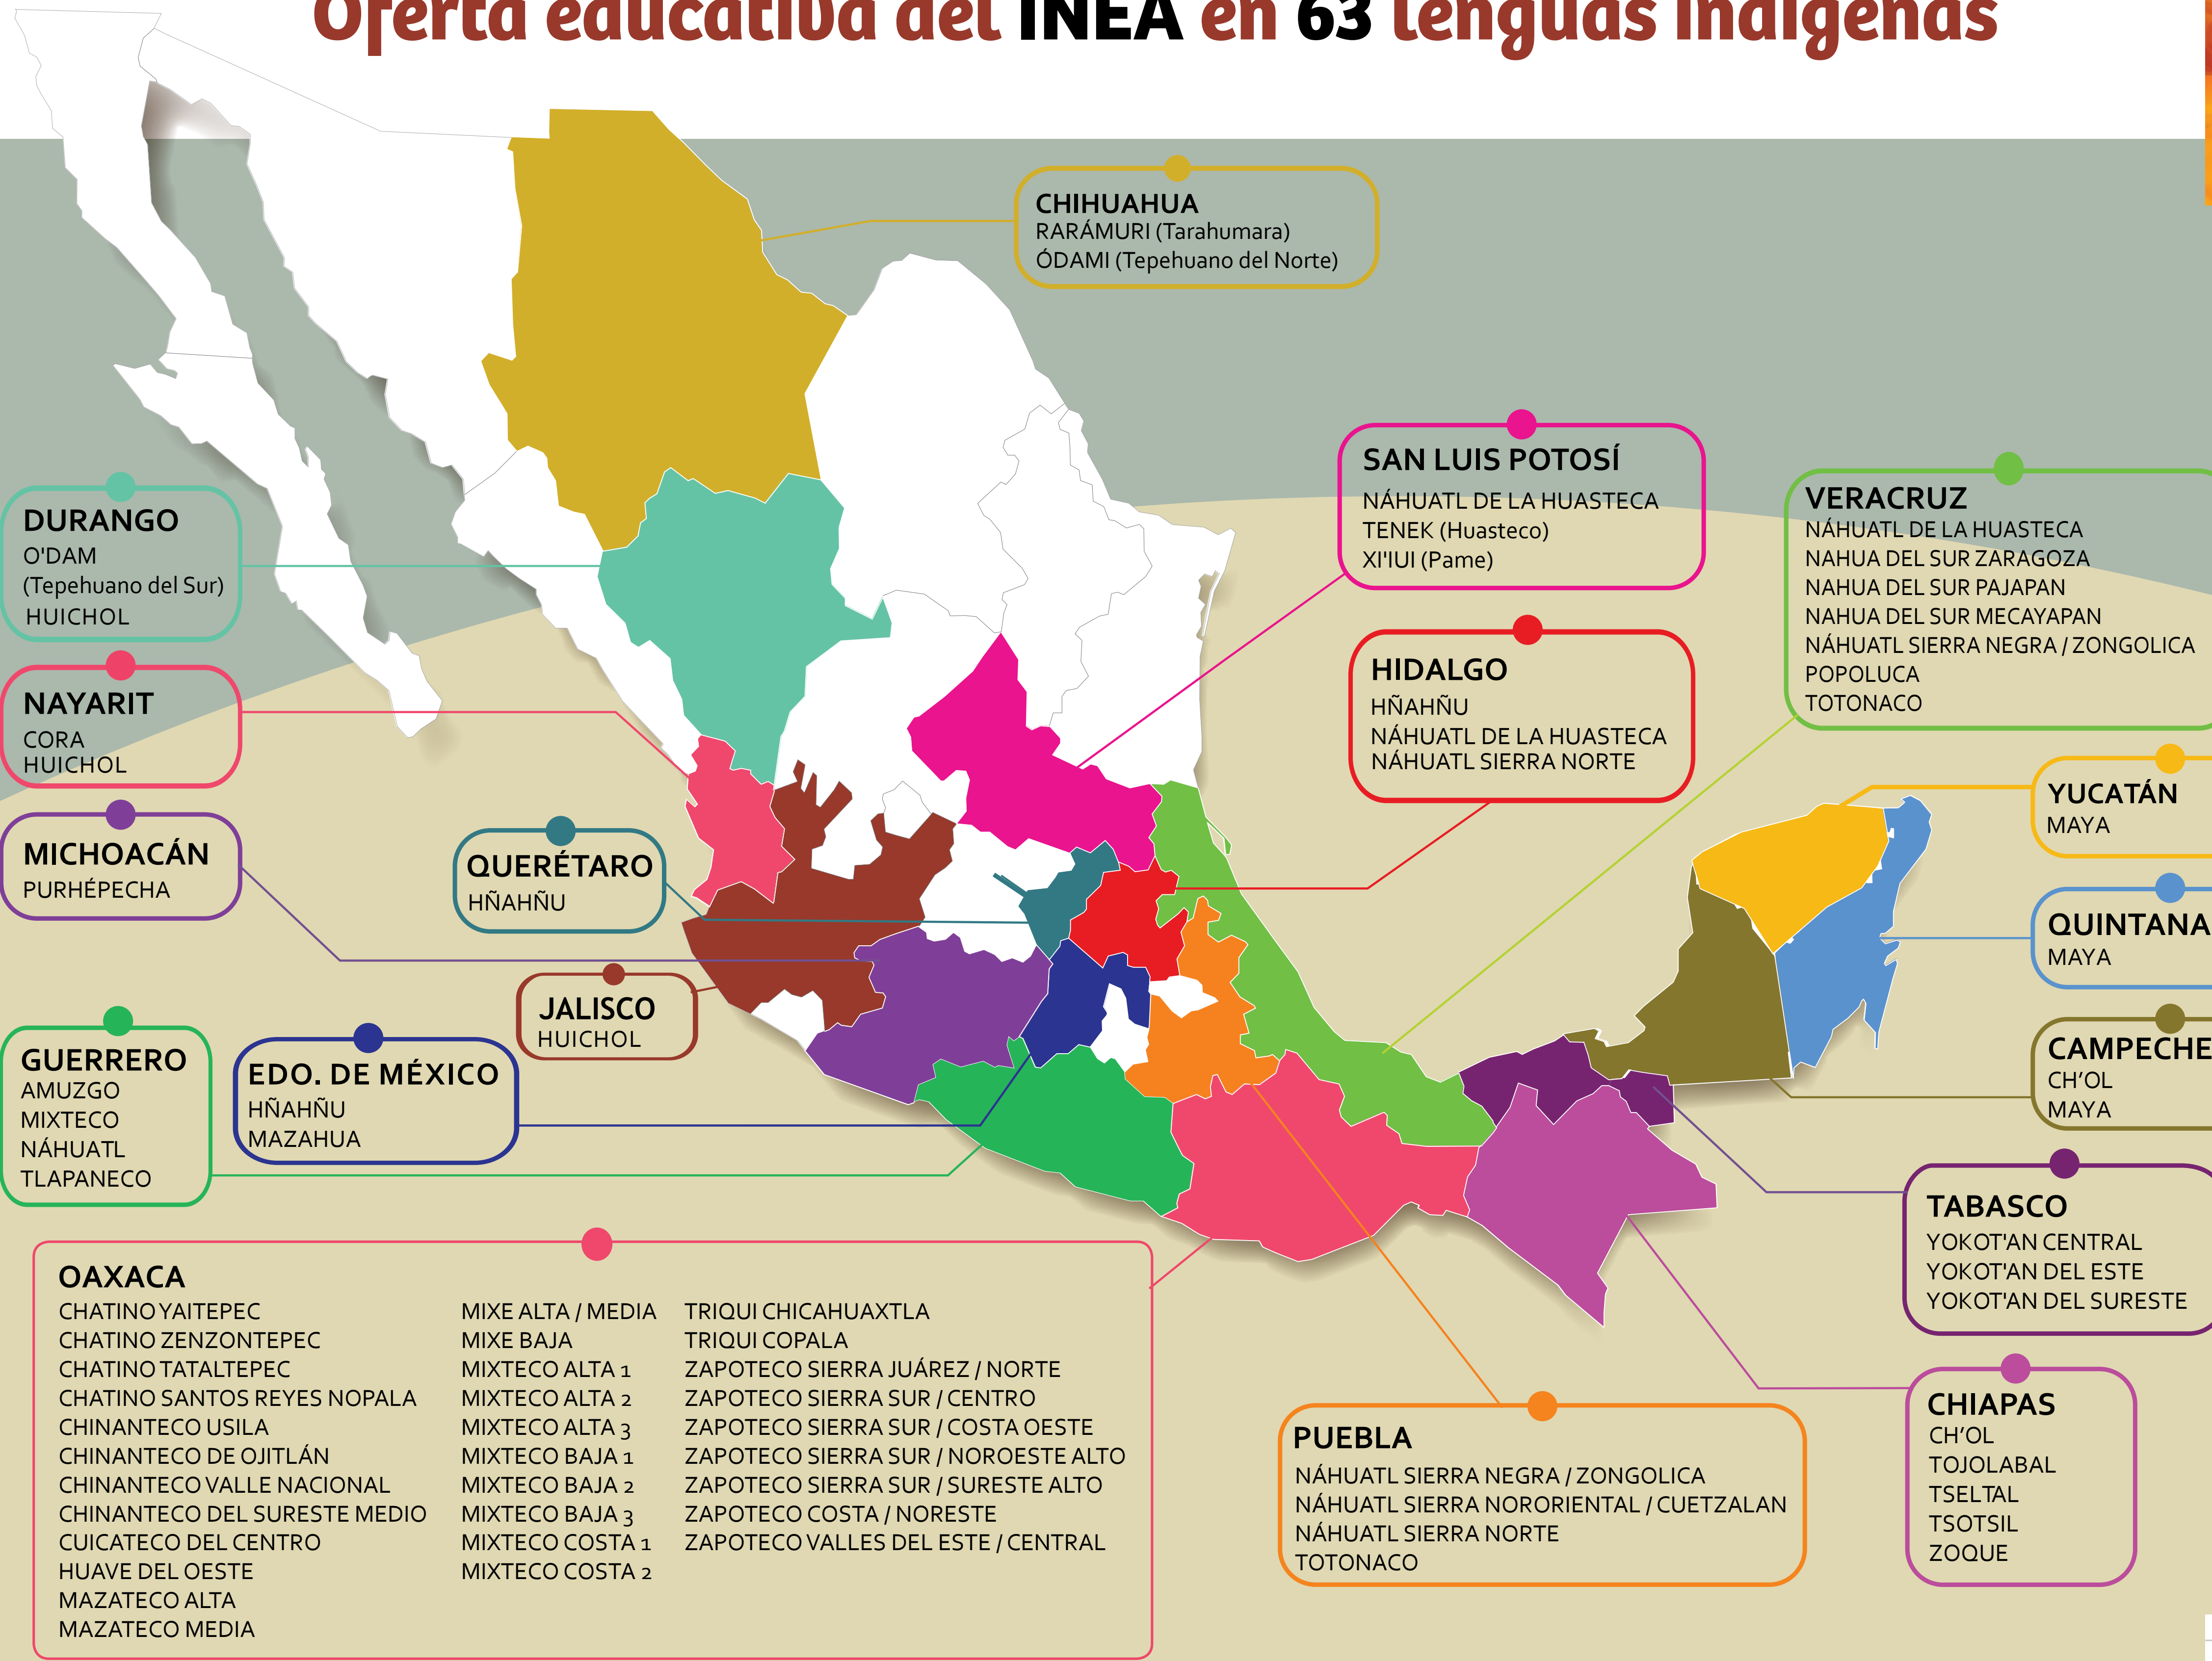 Oferta educativa del INEA en 63 lenguas indígenas
CHIHUAHUA
RARÁMURI (Tarahumara)
ÓDAMI (Tepehuano del Norte)
SAN LUIS POTOSÍ
NÁHUATL DE LA HUASTECA
TENEK (Huasteco)
XI'IUI (Pame)
VERACRUZ
NÁHUATL DE LA HUASTECA
NAHUA DEL SUR ZARAGOZA
NAHUA DEL SUR PAJAPAN
NAHUA DEL SUR MECAYAPAN
NÁHUATL SIERRA NEGRA / ZONGOLICA
POPOLUCA
TOTONACO
DURANGO
O'DAM
(Tepehuano del Sur)
HUICHOL
HIDALGO
HÑAHÑU
NÁHUATL DE LA HUASTECA
NÁHUATL SIERRA NORTE
NAYARIT
CORA
HUICHOL
YUCATÁN
MAYA
MICHOACÁN
PURHÉPECHA
QUERÉTARO
HÑAHÑU
QUINTANA
MAYA
JALISCO
HUICHOL
CAMPECHE
CH’OL
MAYA
GUERRERO
AMUZGO
MIXTECO
NÁHUATL
TLAPANECO
EDO. DE MÉXICO
HÑAHÑU
MAZAHUA
TABASCO
YOKOT'AN CENTRAL
YOKOT'AN DEL ESTE
YOKOT'AN DEL SURESTE
OAXACA
CHATINO YAITEPEC
CHATINO ZENZONTEPEC
CHATINO TATALTEPEC
CHATINO SANTOS REYES NOPALA
CHINANTECO USILA
CHINANTECO DE OJITLÁN
CHINANTECO VALLE NACIONAL
CHINANTECO DEL SURESTE MEDIO
CUICATECO DEL CENTRO
HUAVE DEL OESTE
MAZATECO ALTA
MAZATECO MEDIA
MIXE ALTA / MEDIA
MIXE BAJA
MIXTECO ALTA 1
MIXTECO ALTA 2
MIXTECO ALTA 3
MIXTECO BAJA 1
MIXTECO BAJA 2
MIXTECO BAJA 3
MIXTECO COSTA 1
MIXTECO COSTA 2
TRIQUI CHICAHUAXTLA
TRIQUI COPALA
ZAPOTECO SIERRA JUÁREZ / NORTE
ZAPOTECO SIERRA SUR / CENTRO
ZAPOTECO SIERRA SUR / COSTA OESTE
ZAPOTECO SIERRA SUR / NOROESTE ALTO
ZAPOTECO SIERRA SUR / SURESTE ALTO
ZAPOTECO COSTA / NORESTE
ZAPOTECO VALLES DEL ESTE / CENTRAL
PUEBLA
NÁHUATL SIERRA NEGRA / ZONGOLICA
NÁHUATL SIERRA NORORIENTAL / CUETZALAN
NÁHUATL SIERRA NORTE
TOTONACO
CHIAPAS
CH’OL
TOJOLABAL
TSELTAL
TSOTSIL
ZOQUE